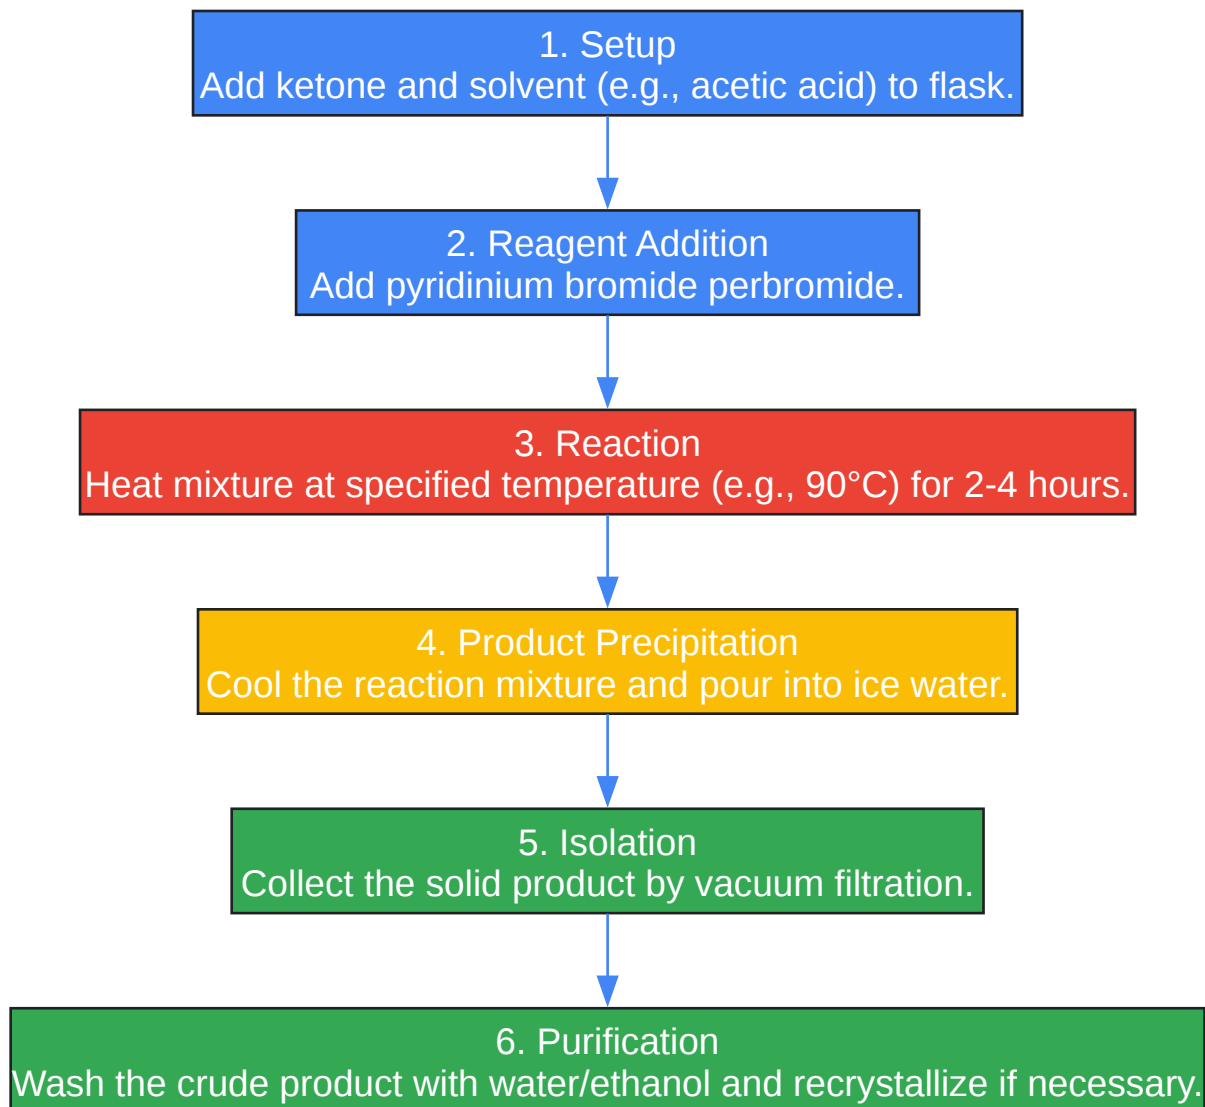 1. Setup
Add ketone and solvent (e.g., acetic acid) to flask.
2. Reagent Addition
Add pyridinium bromide perbromide.
3. Reaction
Heat mixture at specified temperature (e.g., 90°C) for 2-4 hours.
4. Product Precipitation
Cool the reaction mixture and pour into ice water.
5. Isolation
Collect the solid product by vacuum filtration.
6. Purification
Wash the crude product with water/ethanol and recrystallize if necessary.